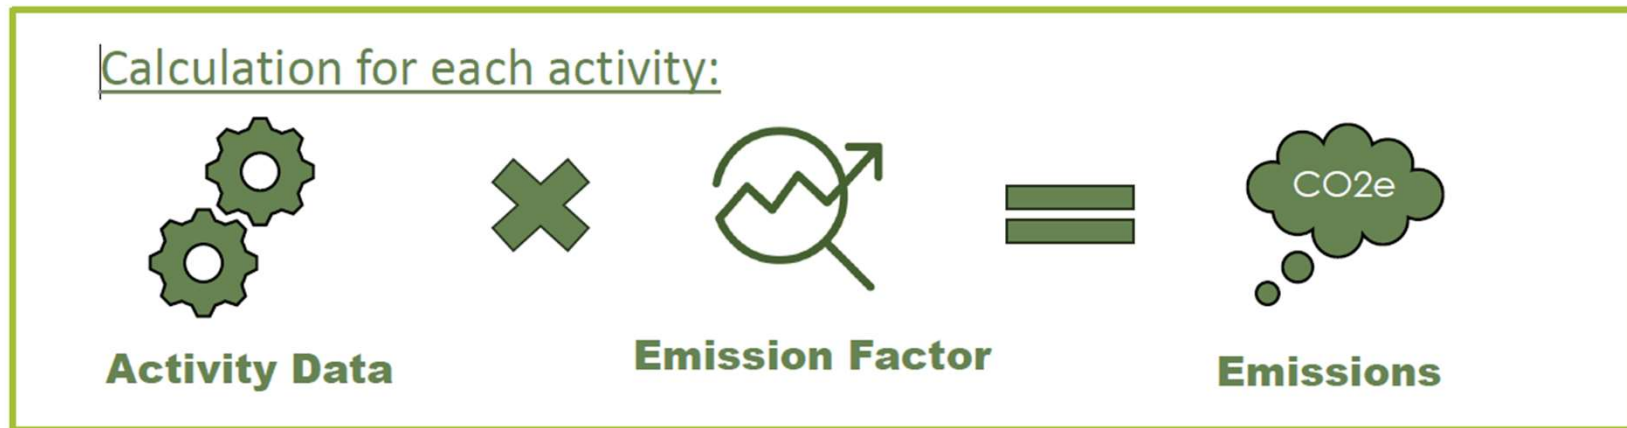 Calculation for each activity:
CO2e
Activity Data
Emission Factor
Emissions